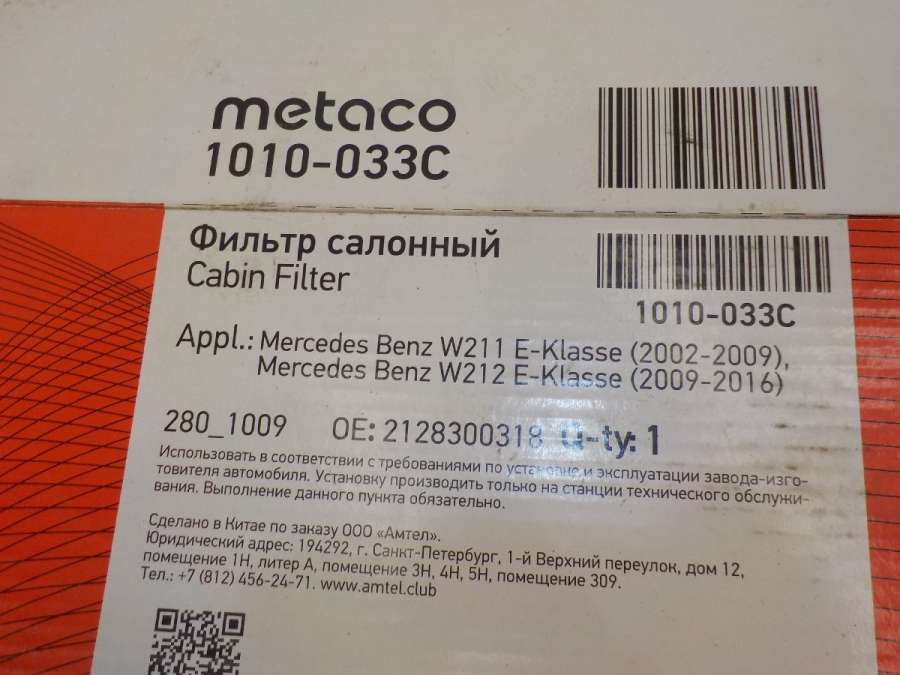 metaco
1010-033C
Фильтр салонный
Cabin Filter
1010-033C
Appl.: Mercedes Benz W211 E-Klasse (2002-2009),
Mercedes Benz W212 E-Klasse (2009-2016)
280_1009 OE: 2128300318 Q-ty: 1
Использовать в соответствии с требованиями по установке и эксплуатации завода-изго-
товителя автомобиля. Установку производить только на станции технического обслужи-
вания. Выполнение данного пункта обязательно.
Сделано в Китае по заказу ООО «Амтел».
Юридический адрес: 194292, г. Санкт-Петербург, 1-й Верхний переулок, дом 12,
помещение 1Н, литер А, помещение 3Н, 4Н, 5Н, помещение 309.
Тел.: +7 (812) 456-24-71. www.amtel.club